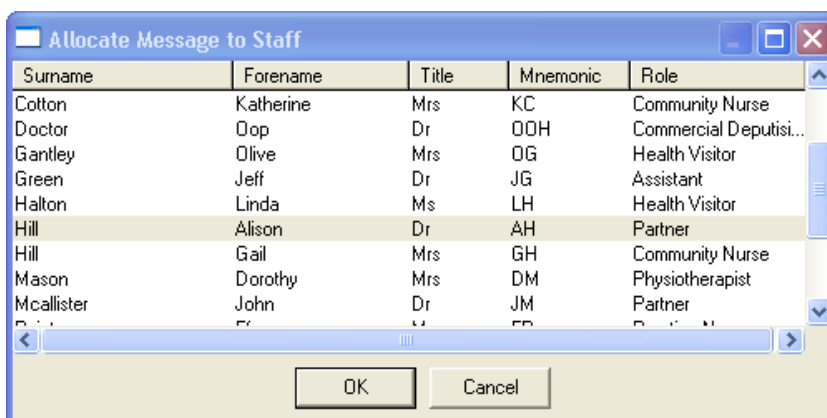 Allocate Message to Staff
Surname Forename Title Mnemonic Role
Cotton Katherine Mrs KC Community Nurse
Doctor Oop Dr OOH Commercial Deputisi...
Gantley Olive Mrs OG Health Visitor
Green Jeff Dr JG Assistant
Halton Linda Ms LH Health Visitor
Hill Alison Dr AH Partner
Hill Gail Mrs GH Community Nurse
Mason Dorothy Mrs DM Physiotherapist
Mcallister John Dr JM Partner
OK Cancel